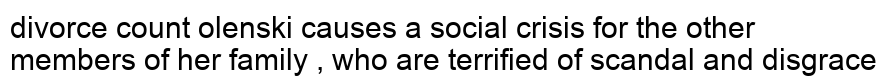 divorce count olenski causes a social crisis for the other
members of her family , who are terrified of scandal and disgrace